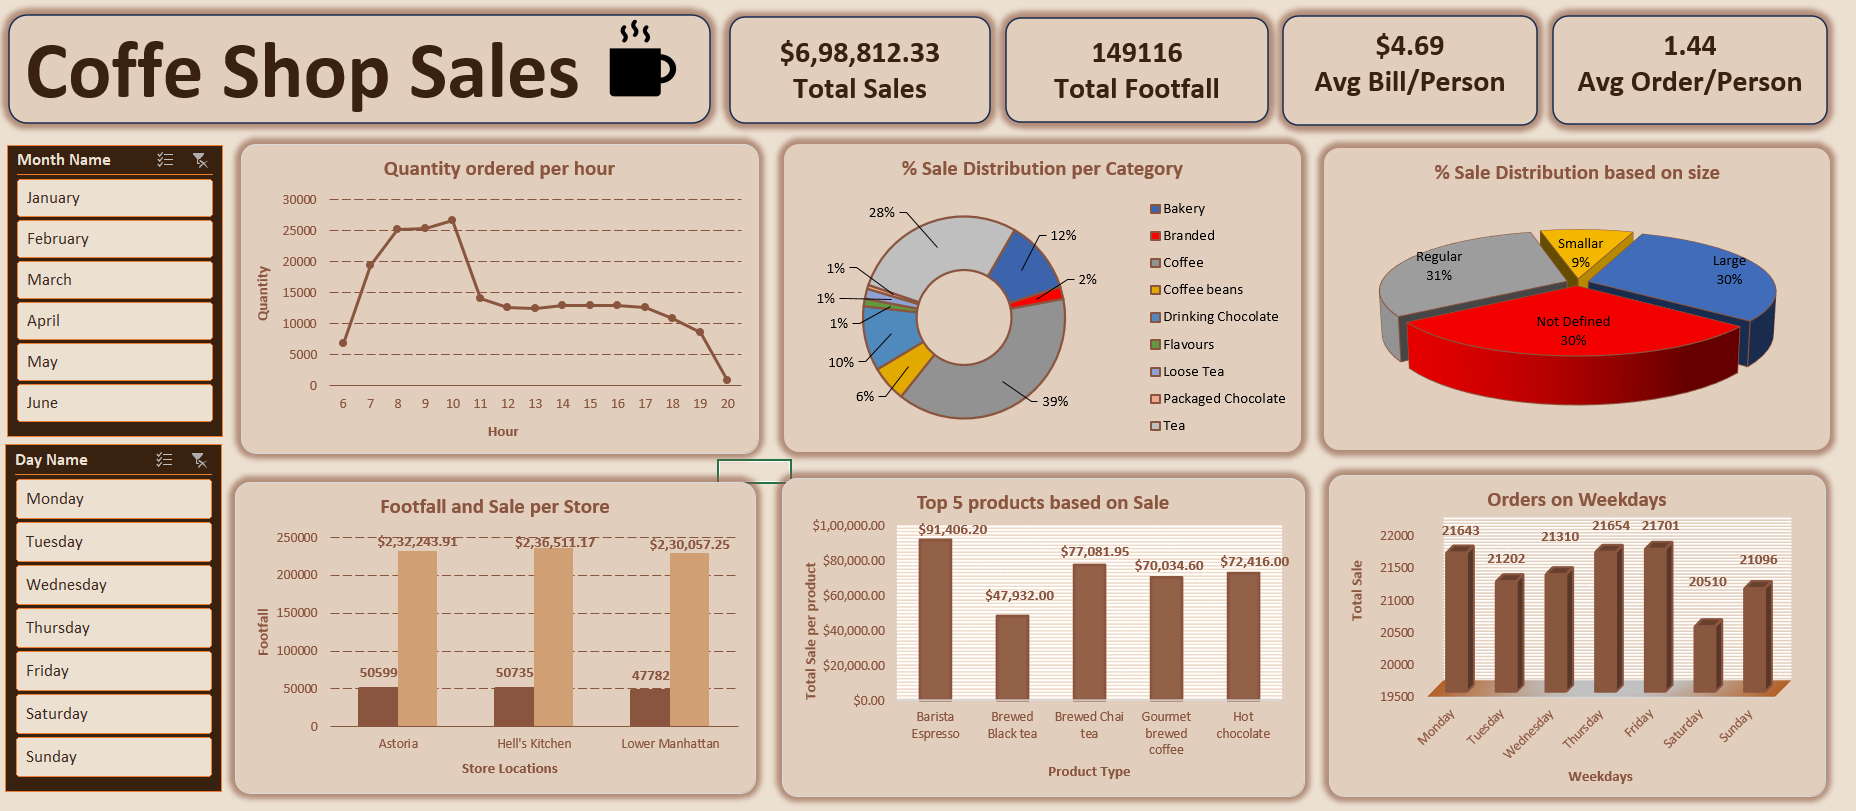 Coffe Shop Sales
$6,98,812.33
Total Sales
149116
Total Footfall
$4.69
Avg Bill/Person
1.44
Avg Order/Person
Month Name
January
February
March
April
May
June
Day Name
Monday
Tuesday
Wednesday
Thursday
Friday
Saturday
Sunday
Quantity ordered per hour
Quantity
30000
25000
20000
15000
10000
5000
0
6 7 8 9 10 11 12 13 14 15 16 17 18 19 20
Hour
% Sale Distribution per Category
28%
12%
2%
1%
1%
1%
10%
6%
39%
Bakery
Branded
Coffee
Coffee beans
Drinking Chocolate
Flavours
Loose Tea
Packaged Chocolate
Tea
% Sale Distribution based on size
Regular
31%
Smallar
9%
Large
30%
Not Defined
30%
Footfall and Sale per Store
Footfall
250000
200000
150000
100000
50000
0
$2,32,243.91
$2,36,511.17
$2,30,057.25
50599
50735
47782
Astoria
Hell's Kitchen
Lower Manhattan
Store Locations
Top 5 products based on Sale
Total Sale per product
$1,00,000.00
$80,000.00
$60,000.00
$40,000.00
$20,000.00
$0.00
$91,406.20
$47,932.00
$77,081.95
$70,034.60
$72,416.00
Barista
Espresso
Brewed
Black tea
Brewed Chai
tea
Gourmet
brewed
coffee
Hot
chocolate
Product Type
Orders on Weekdays
Total Sale
22000
21500
21000
20500
20000
19500
21643
21202
21310
21654
21701
20510
21096
Monday
Tuesday
Wednesday
Thursday
Friday
Saturday
Sunday
Weekdays